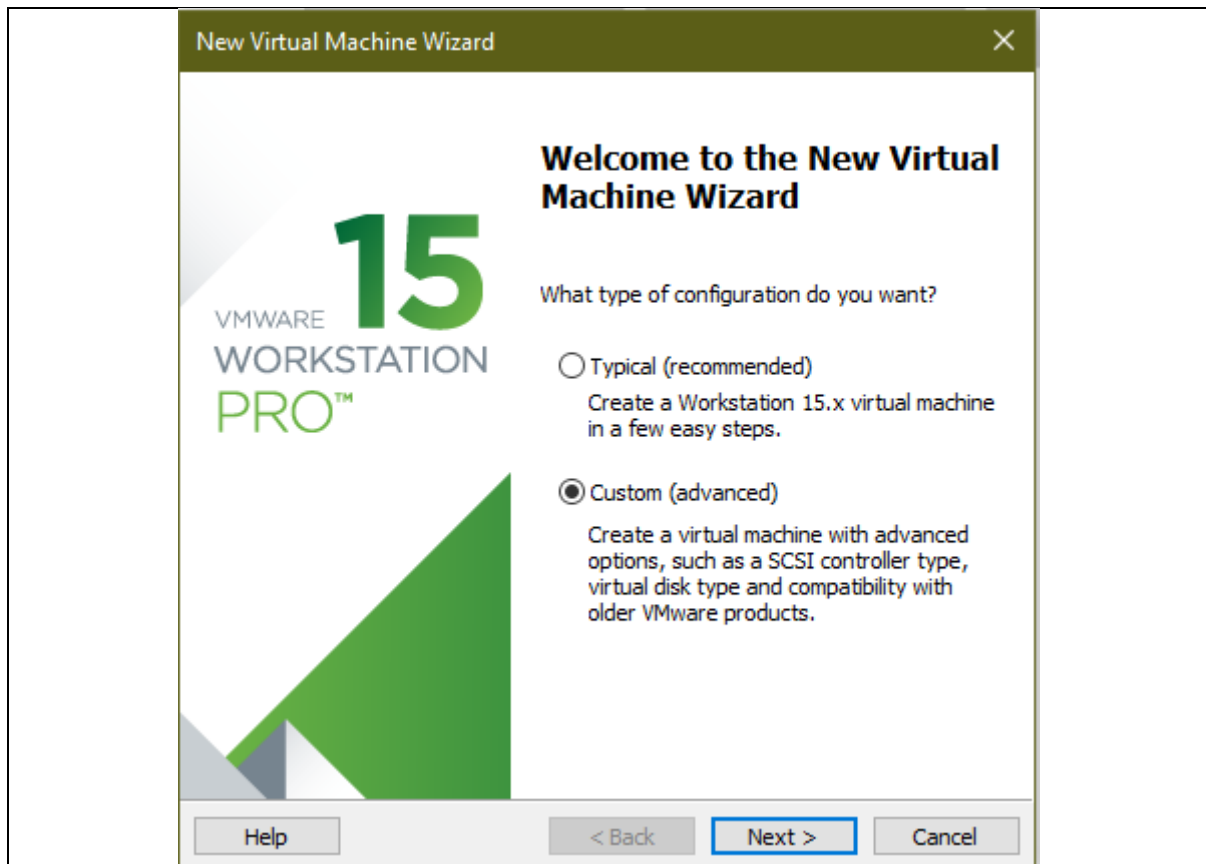 New Virtual Machine Wizard
Welcome to the New Virtual
Machine Wizard
15
VMWARE
WORKSTATION
PRO™
What type of configuration do you want?
Typical (recommended)
Create a Workstation 15.x virtual machine
in a few easy steps.
Custom (advanced)
Create a virtual machine with advanced
options, such as a SCSI controller type,
virtual disk type and compatibility with
older VMware products.
Help
< Back
Next >
Cancel